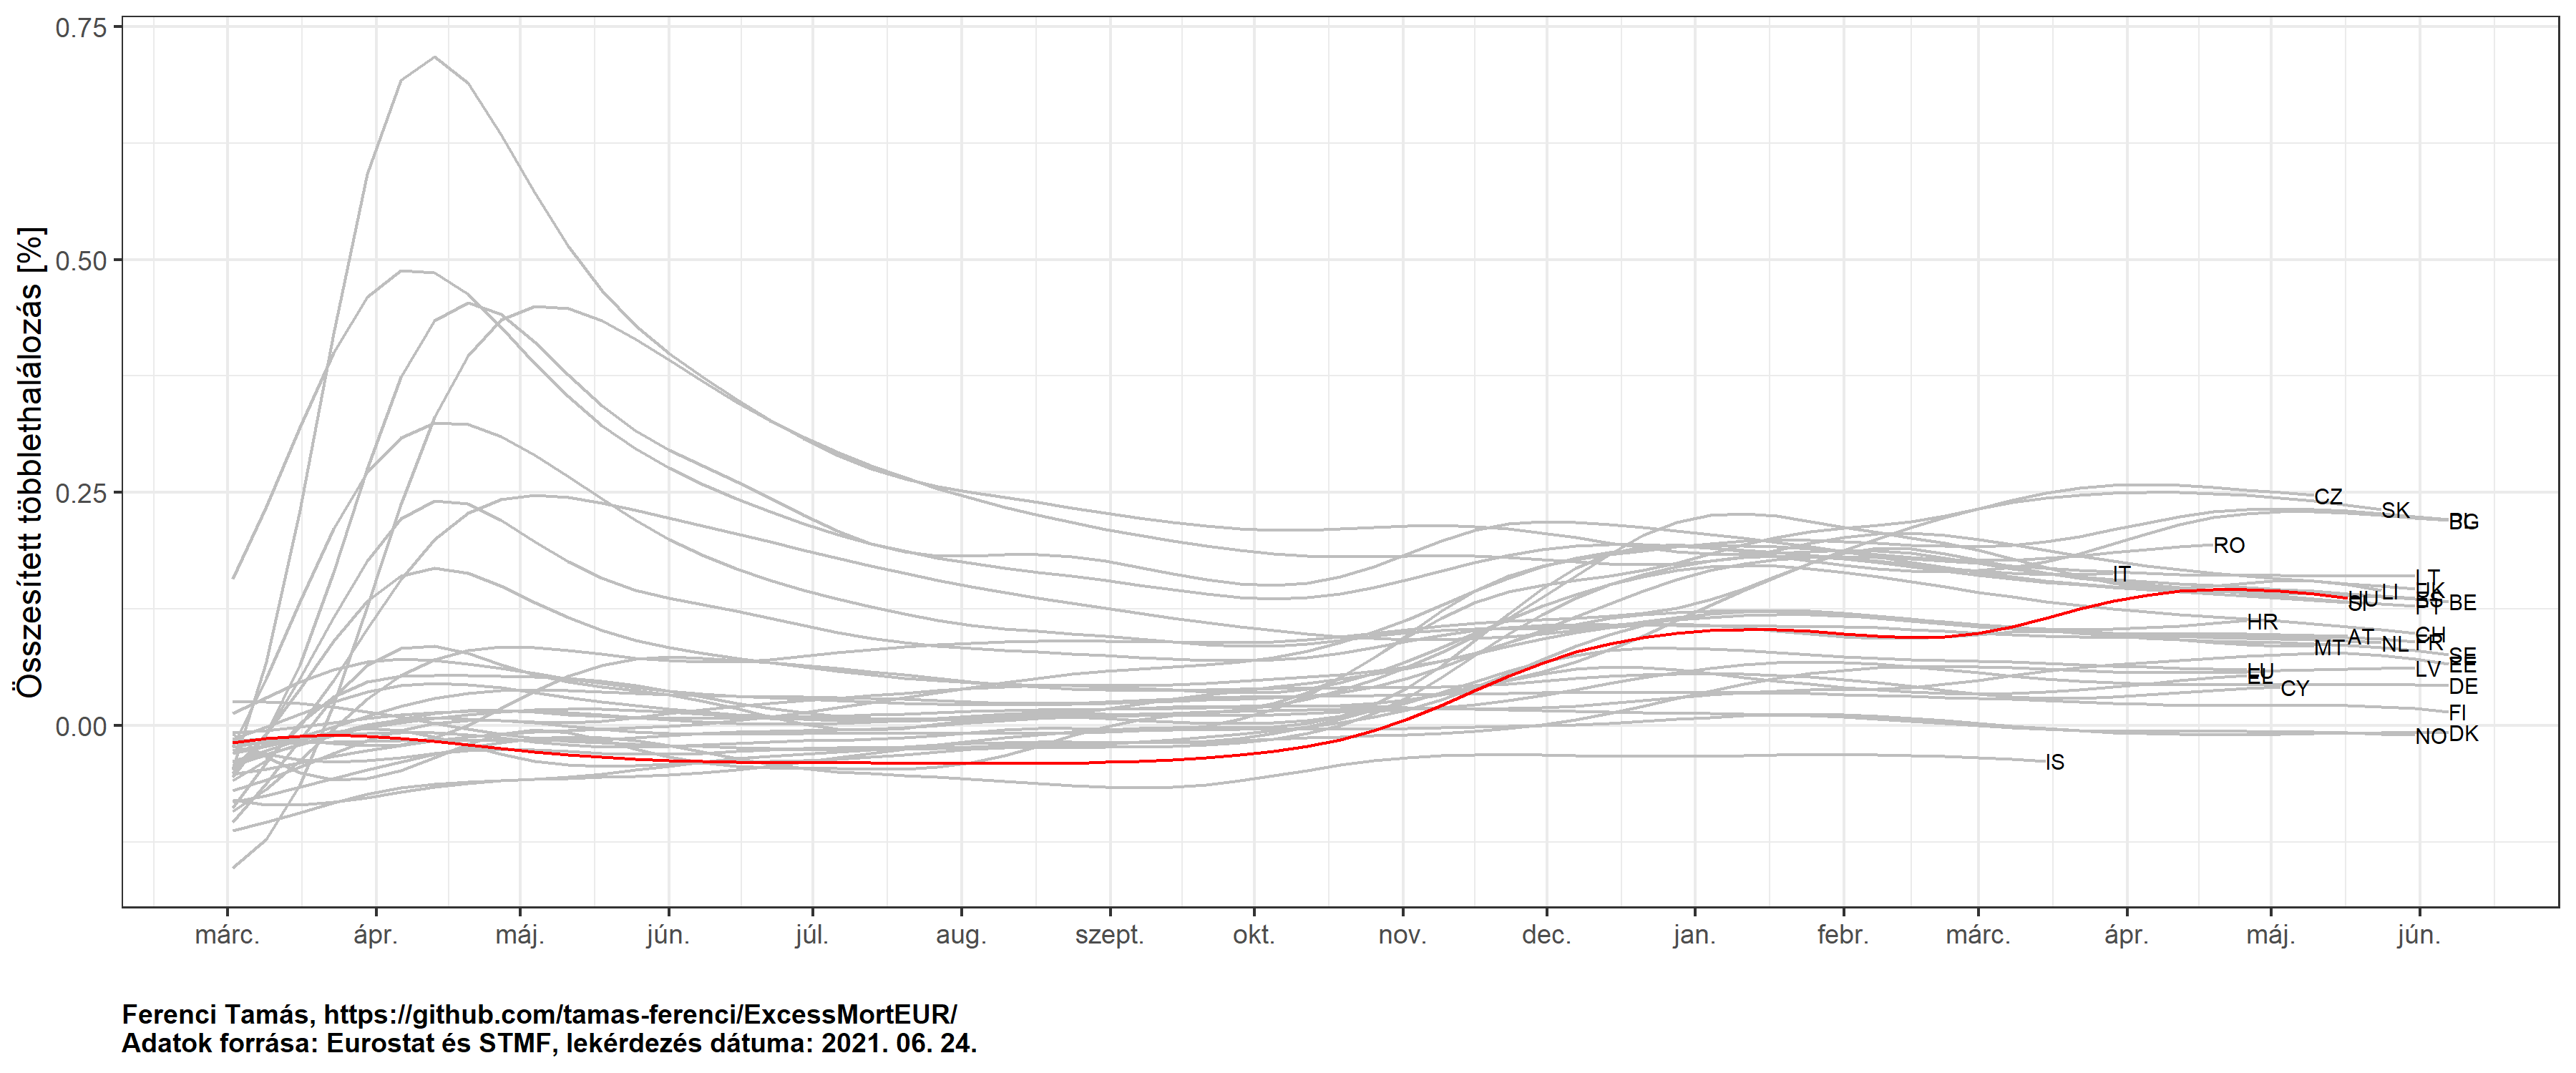 Összesített többlethalálozás [%]
0.75
0.50
0.25
0.00
CZ
SK
BG
RO
IT
LT
LI
UK
HU
SI
PT
BE
HR
CH
AT
FR
MT
NL
SE
EE
LU
EL
LV
CY
DE
FI
NO
DK
IS
márc.
ápr.
máj.
jún.
júl.
aug.
szept.
okt.
nov.
dec.
jan.
febr.
márc.
ápr.
máj.
jún.
Ferenci Tamás, https://github.com/tamas-ferenci/ExcessMortEUR/
Adatok forrása: Eurostat és STMF, lekérdezés dátuma: 2021. 06. 24.